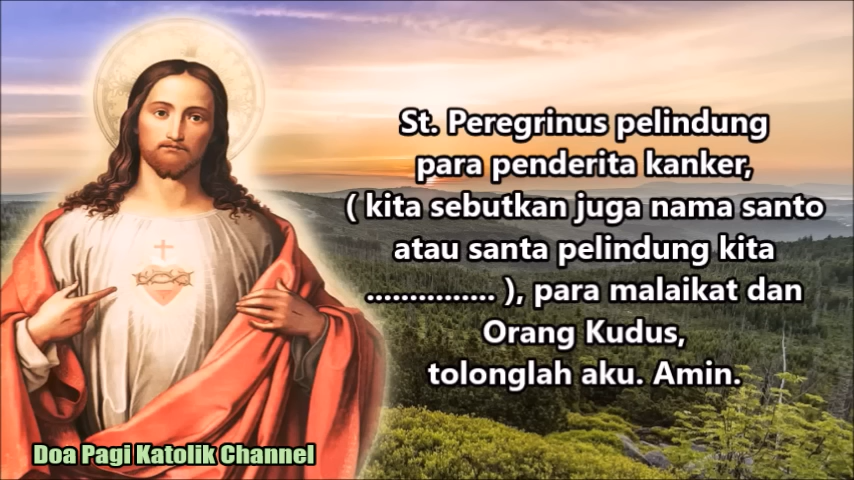 St. Peregrinus pelindung
para penderita kanker,
( kita sebutkan juga nama santo
atau santa pelindung kita
............... ), para malaikat dan
Orang Kudus,
tolonglah aku. Amin.
Doa Pagi Katolik Channel